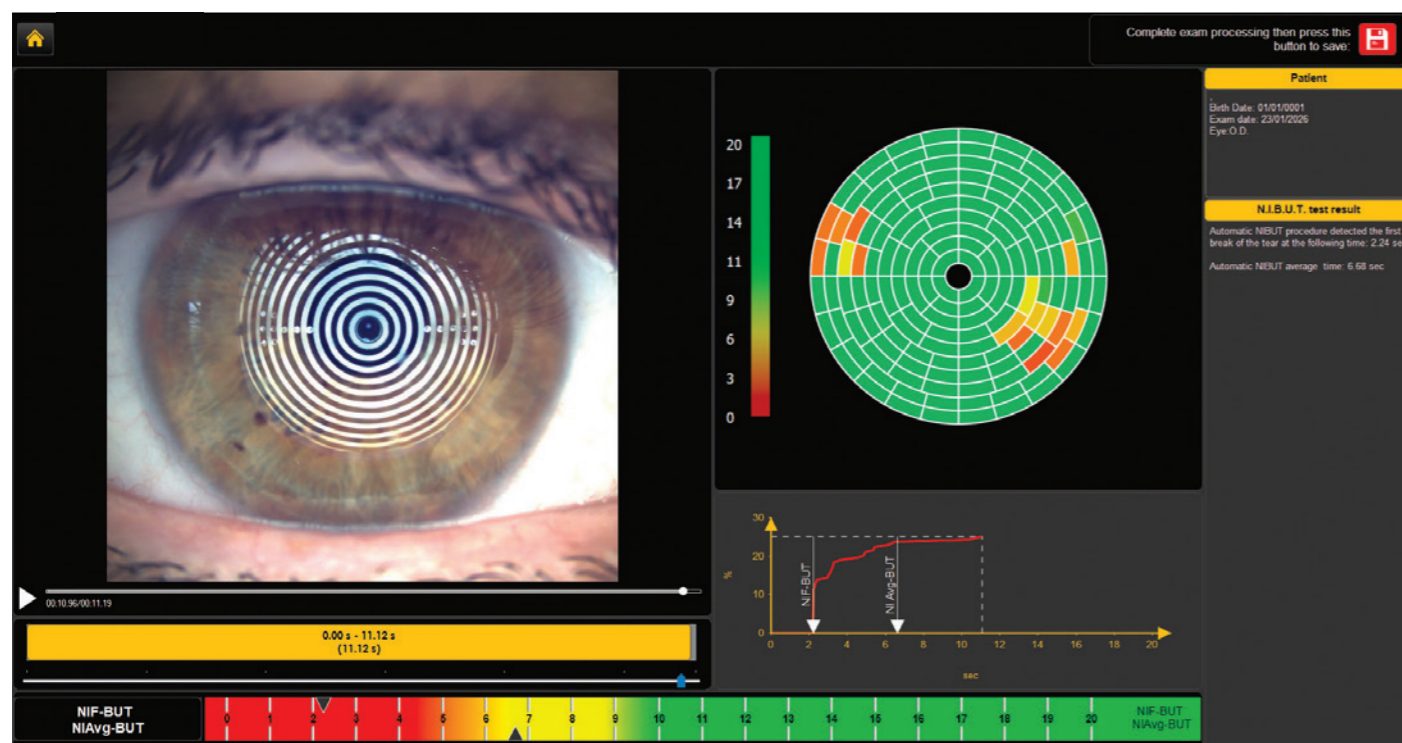 Complete exam processing then press this
button to save:
Patient
,
Birth Date: 01/01/0001
Exam date: 23/01/2026
Eye:O.D.
N.I.B.U.T. test result
Automatic NIBUT procedure detected the first
break of the tear at the following time: 2.24 se
Automatic NIBUT average time: 6.68 sec
20
17
14
11
9
6
3
0
00:10.96/00:11.19
0.00 s - 11.12 s
(11.12 s)
30
20
10
0
%
NIF-BUT
NI Avg-BUT
0 2 4 6 8 10 12 14 16 18 20
sec
NIF-BUT
NIAvg-BUT
0 1 2 3 4 5 6 7 8 9 10 11 12 13 14 15 16 17 18 19 20
NIF-BUT
NIAvg-BUT